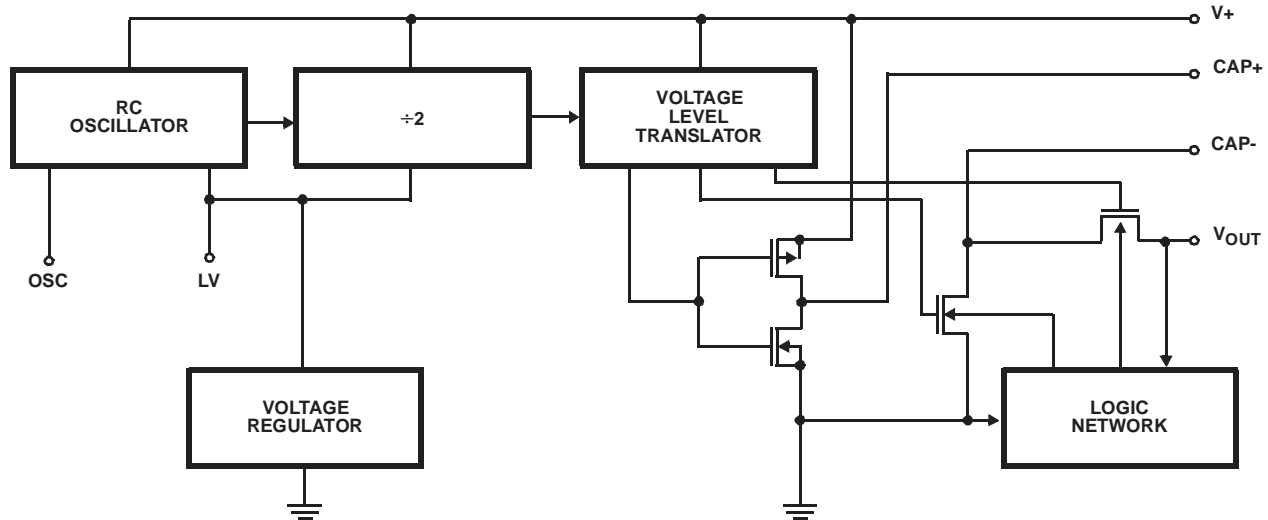 V+
CAP+
RC
OSCILLATOR
÷2
VOLTAGE
LEVEL
TRANSLATOR
CAP-
VOUT
OSC
LV
VOLTAGE
REGULATOR
LOGIC
NETWORK